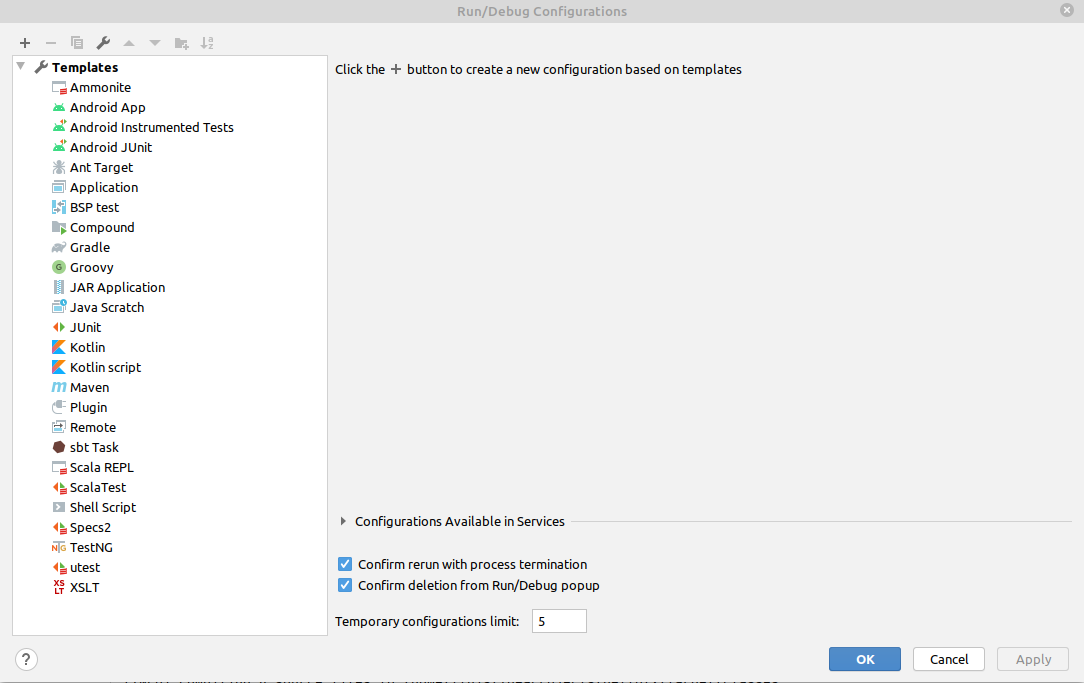 Run/Debug Configurations
Templates
Click the + button to create a new configuration based on templates
Ammonite
Android App
Android Instrumented Tests
Android JUnit
Ant Target
Application
BSP test
Compound
Gradle
Groovy
JAR Application
Java Scratch
JUnit
Kotlin
Kotlin script
Maven
Plugin
Remote
sbt Task
Scala REPL
ScalaTest
Shell Script
Specs2
TestNG
utest
XSLT
Configurations Available in Services
Confirm rerun with process termination
Confirm deletion from Run/Debug popup
Temporary configurations limit: 5
?
OK
Cancel
Apply